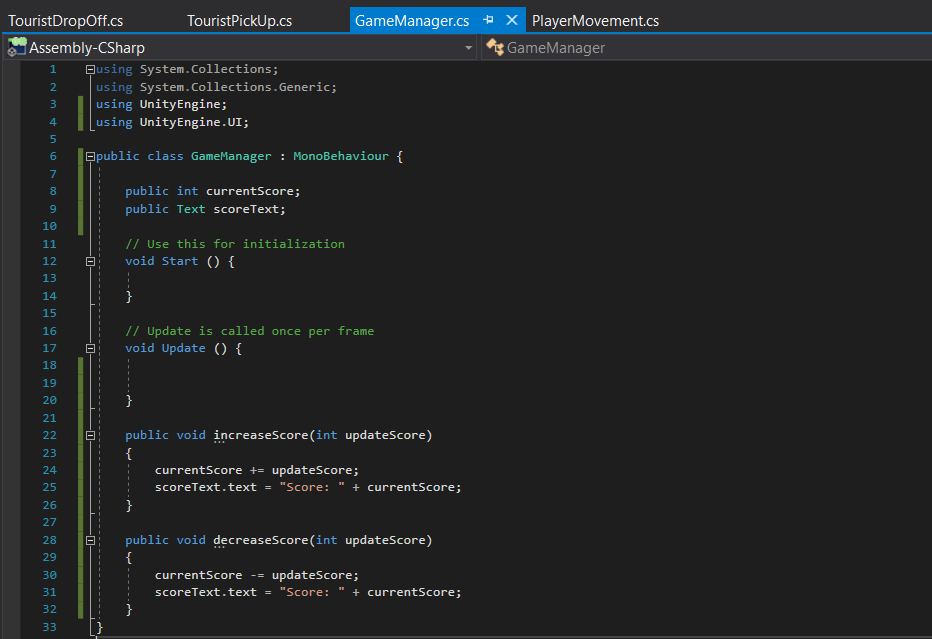 TouristDropOff.cs TouristPickUp.cs GameManager.cs PlayerMovement.cs
Assembly-CSharp GameManager
1 using System.Collections;
2 using System.Collections.Generic;
3 using UnityEngine;
4 using UnityEngine.UI;
5
6 public class GameManager : MonoBehaviour {
7
8 public int currentScore;
9 public Text scoreText;
10
11 // Use this for initialization
12 void Start () {
13
14 }
15
16 // Update is called once per frame
17 void Update () {
18
19
20 }
21
22 public void increaseScore(int updateScore)
23 {
24 currentScore += updateScore;
25 scoreText.text = "Score: " + currentScore;
26 }
27
28 public void decreaseScore(int updateScore)
29 {
30 currentScore -= updateScore;
31 scoreText.text = "Score: " + currentScore;
32 }
33 }